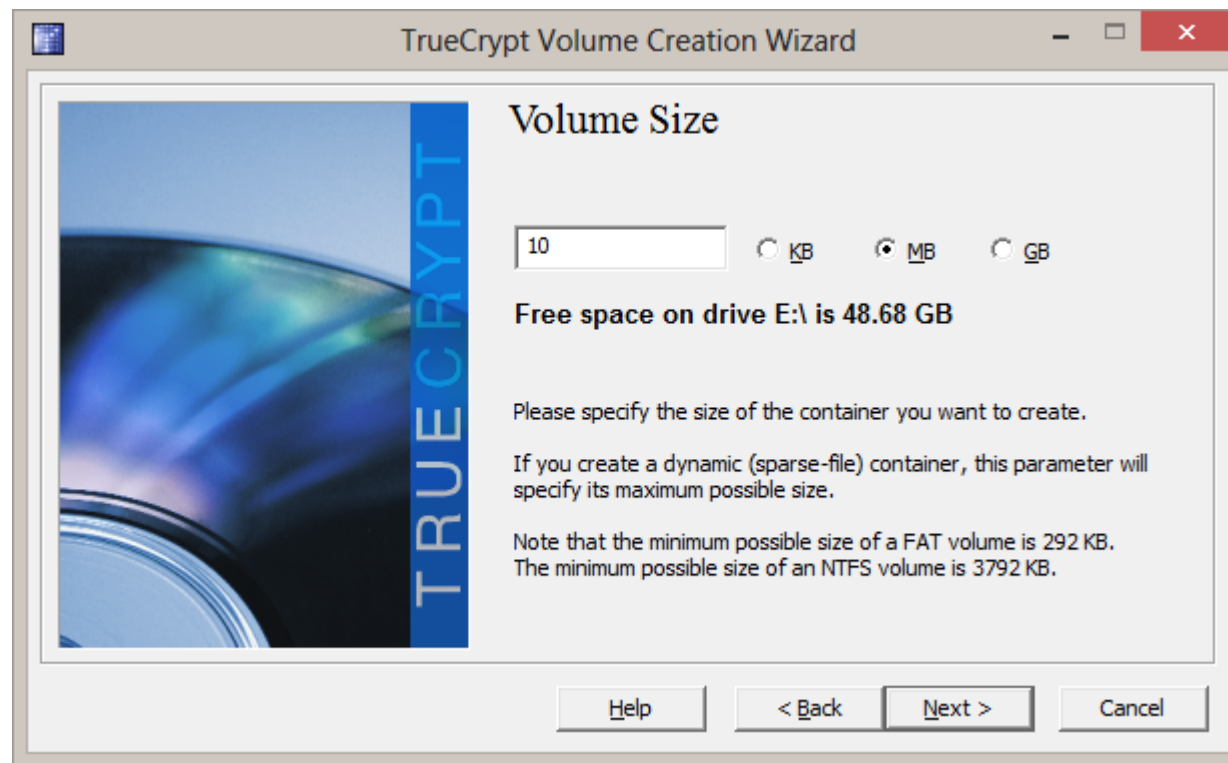 TrueCrypt Volume Creation Wizard
TRUECRYPT
Volume Size
10 KB MB GB
Free space on drive E:\ is 48.68 GB
Please specify the size of the container you want to create.
If you create a dynamic (sparse-file) container, this parameter will
specify its maximum possible size.
Note that the minimum possible size of a FAT volume is 292 KB.
The minimum possible size of an NTFS volume is 3792 KB.
Help < Back Next > Cancel